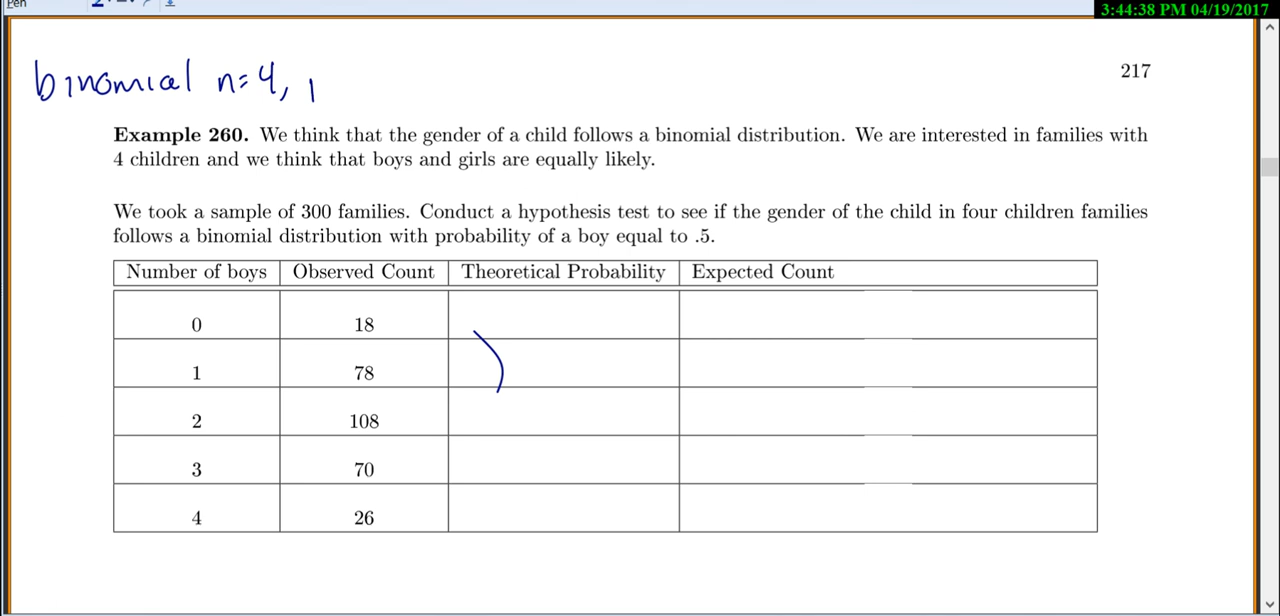 Pen
3:44:38 PM 04/19/2017
217
binomial n=4,
Example 260. We think that the gender of a child follows a binomial distribution. We are interested in families with
4 children and we think that boys and girls are equally likely.
We took a sample of 300 families. Conduct a hypothesis test to see if the gender of the child in four children families
follows a binomial distribution with probability of a boy equal to .5.
Number of boys Observed Count Theoretical Probability Expected Count
0 18
1 78
2 108
3 70
4 26